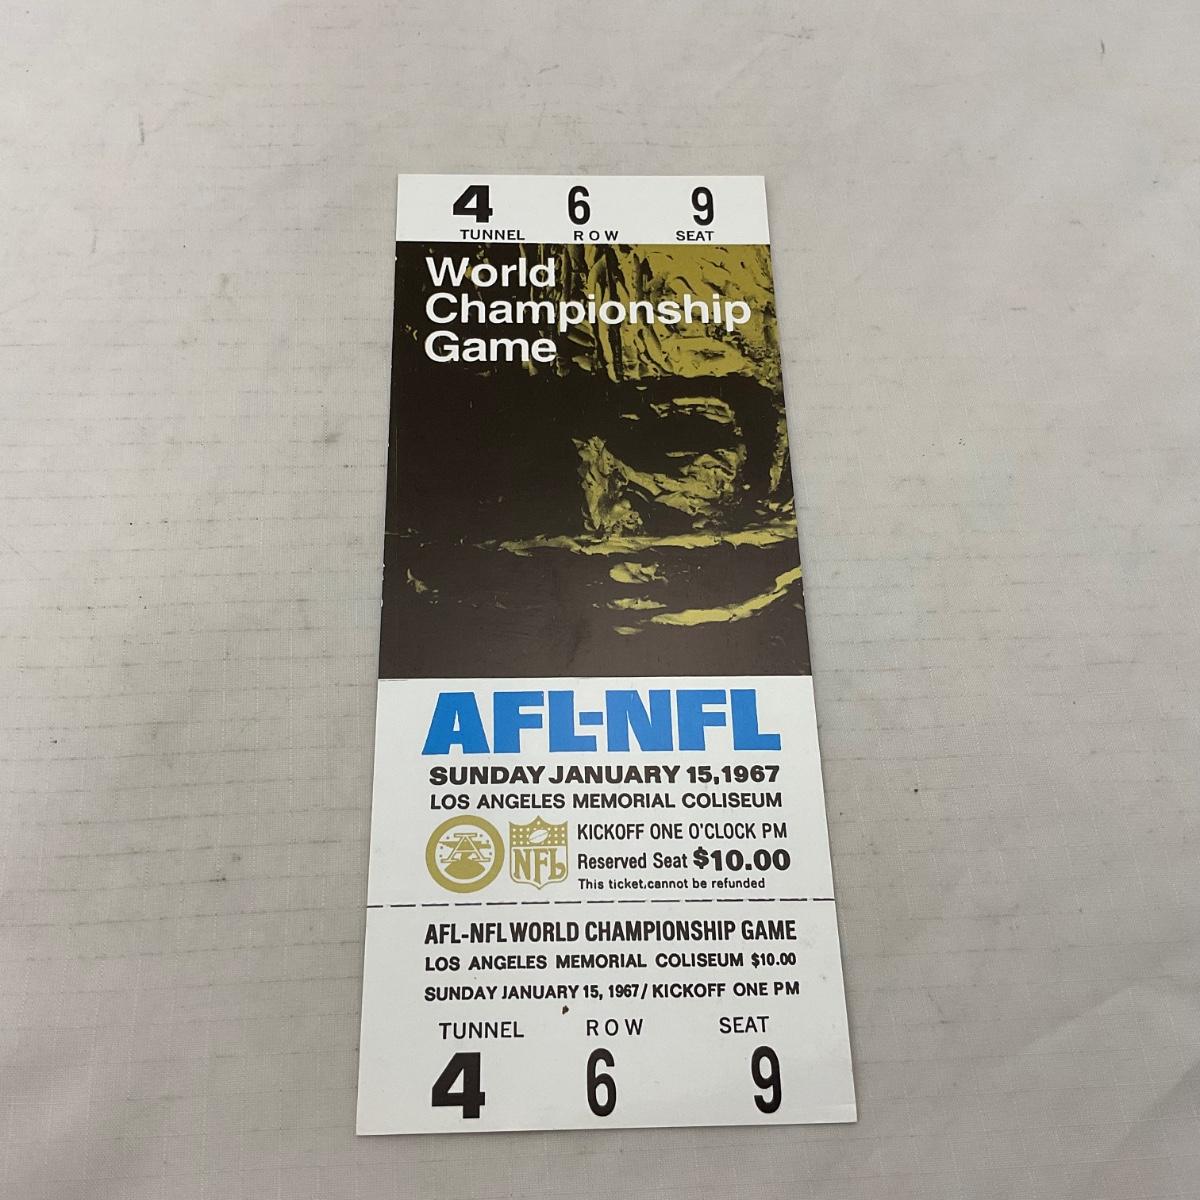 4 6 9
TUNNEL ROW SEAT
World
Championship
Game
AFL-NFL
SUNDAY JANUARY 15, 1967
LOS ANGELES MEMORIAL COLISEUM
A NFL
KICKOFF ONE O'CLOCK PM
Reserved Seat $10.00
This ticket.cannot be refunded
AFL-NFL WORLD CHAMPIONSHIP GAME
LOS ANGELES MEMORIAL COLISEUM $10.00
SUNDAY JANUARY 15, 1967/ KICKOFF ONE PM
TUNNEL ROW SEAT
4 6 9